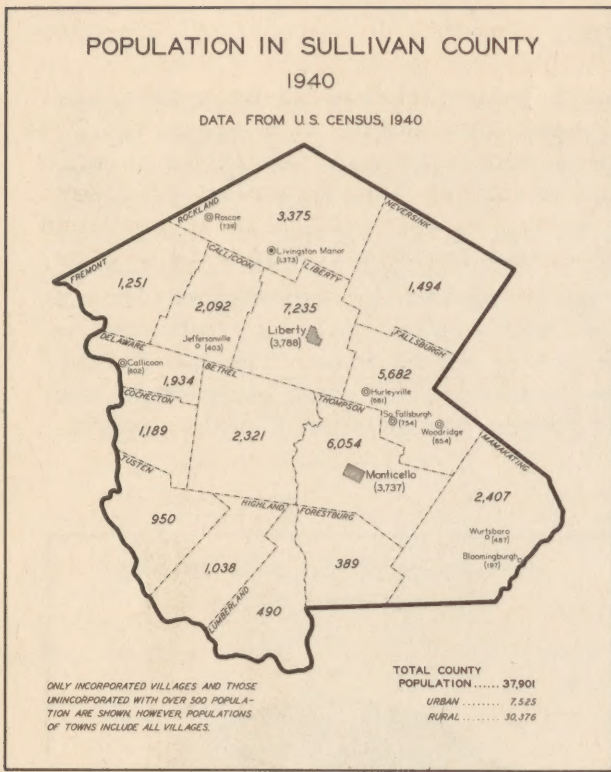 POPULATION IN SULLIVAN COUNTY
1940
DATA FROM U.S. CENSUS, 1940
ROCKLAND
Roscoe
(739)
3,375
NEVERSINK
Livingston Manor
(1,373)
FREMONT
CALLICOON
LIBERTY
1,251
1,494
2,092
7,235
DELAWARE
Jeffersonville
(403)
Liberty
(3,788)
FALLSBURGH
Callicoon
(602)
BETHEL
5,682
1,934
Hurleyville
(661)
COCHECTON
THOMPSON
So. Fallsburgh
(754)
Woodridge
(854)
MAMAKATING
1,189
2,321
6,054
TUSTEN
Monticello
(3,737)
2,407
950
HIGHLAND
FORESTBURG
Wurtsboro
(487)
1,038
389
Bloomingburgh
(197)
LUMBERLAND
490
ONLY INCORPORATED VILLAGES AND THOSE
UNINCORPORATED WITH OVER 500 POPULA-
TION ARE SHOWN. HOWEVER, POPULATIONS
OF TOWNS INCLUDE ALL VILLAGES.
TOTAL COUNTY
POPULATION ...... 37,901
URBAN ........ 7,525
RURAL ........ 30,376